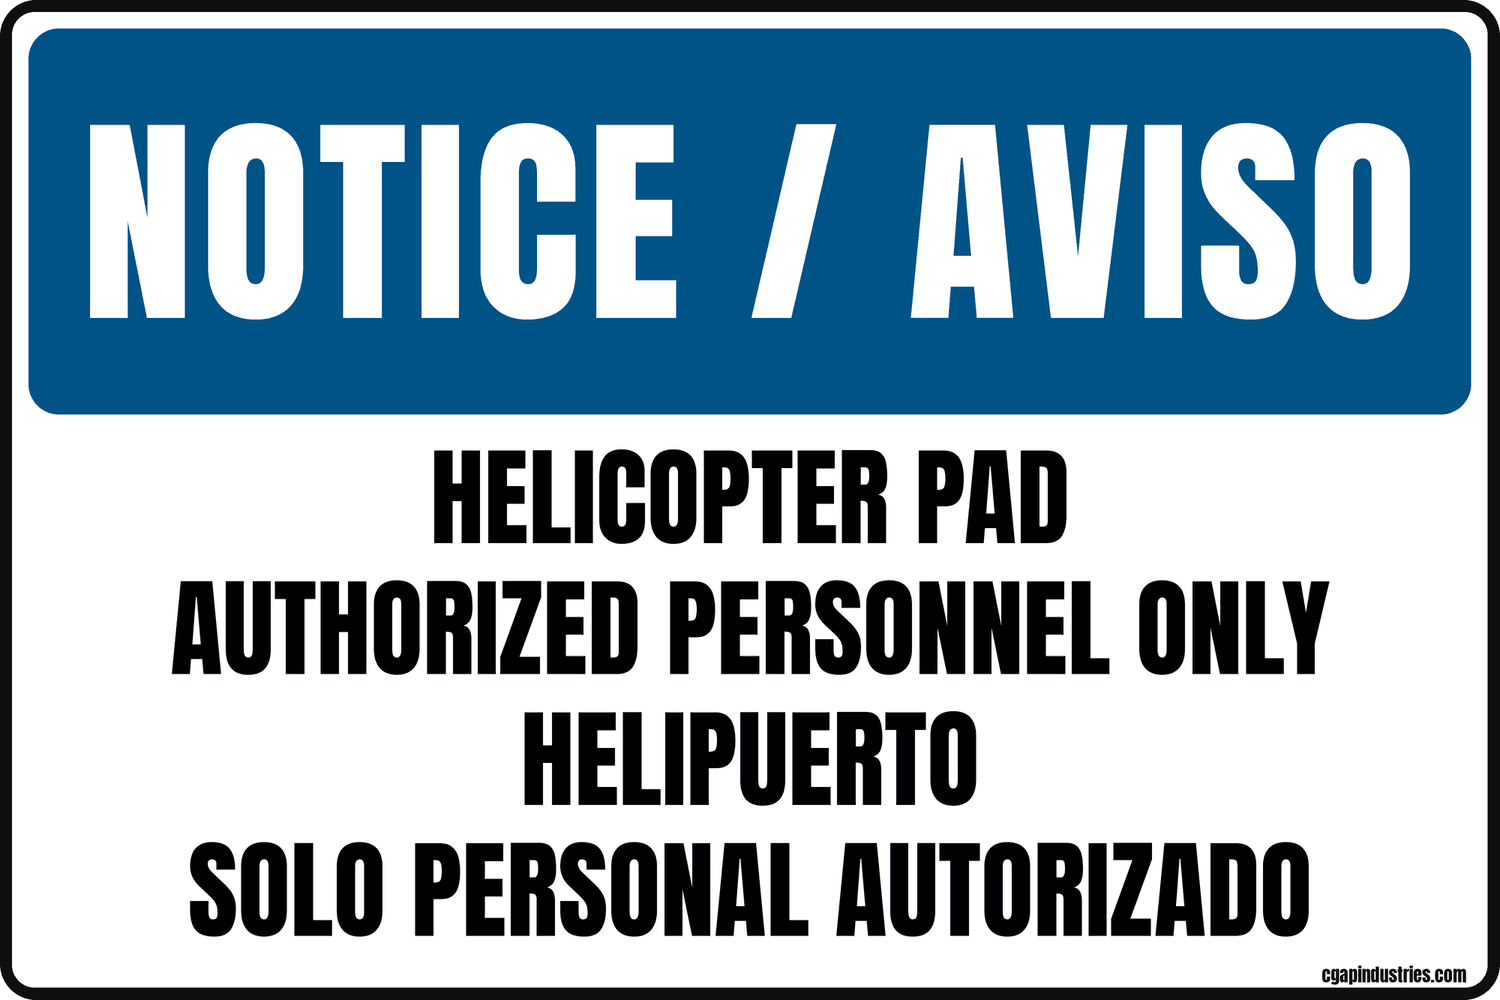 NOTICE / AVISO
HELICOPTER PAD
AUTHORIZED PERSONNEL ONLY
HELIPUERTO
SOLO PERSONAL AUTORIZADO
cgapindustries.com